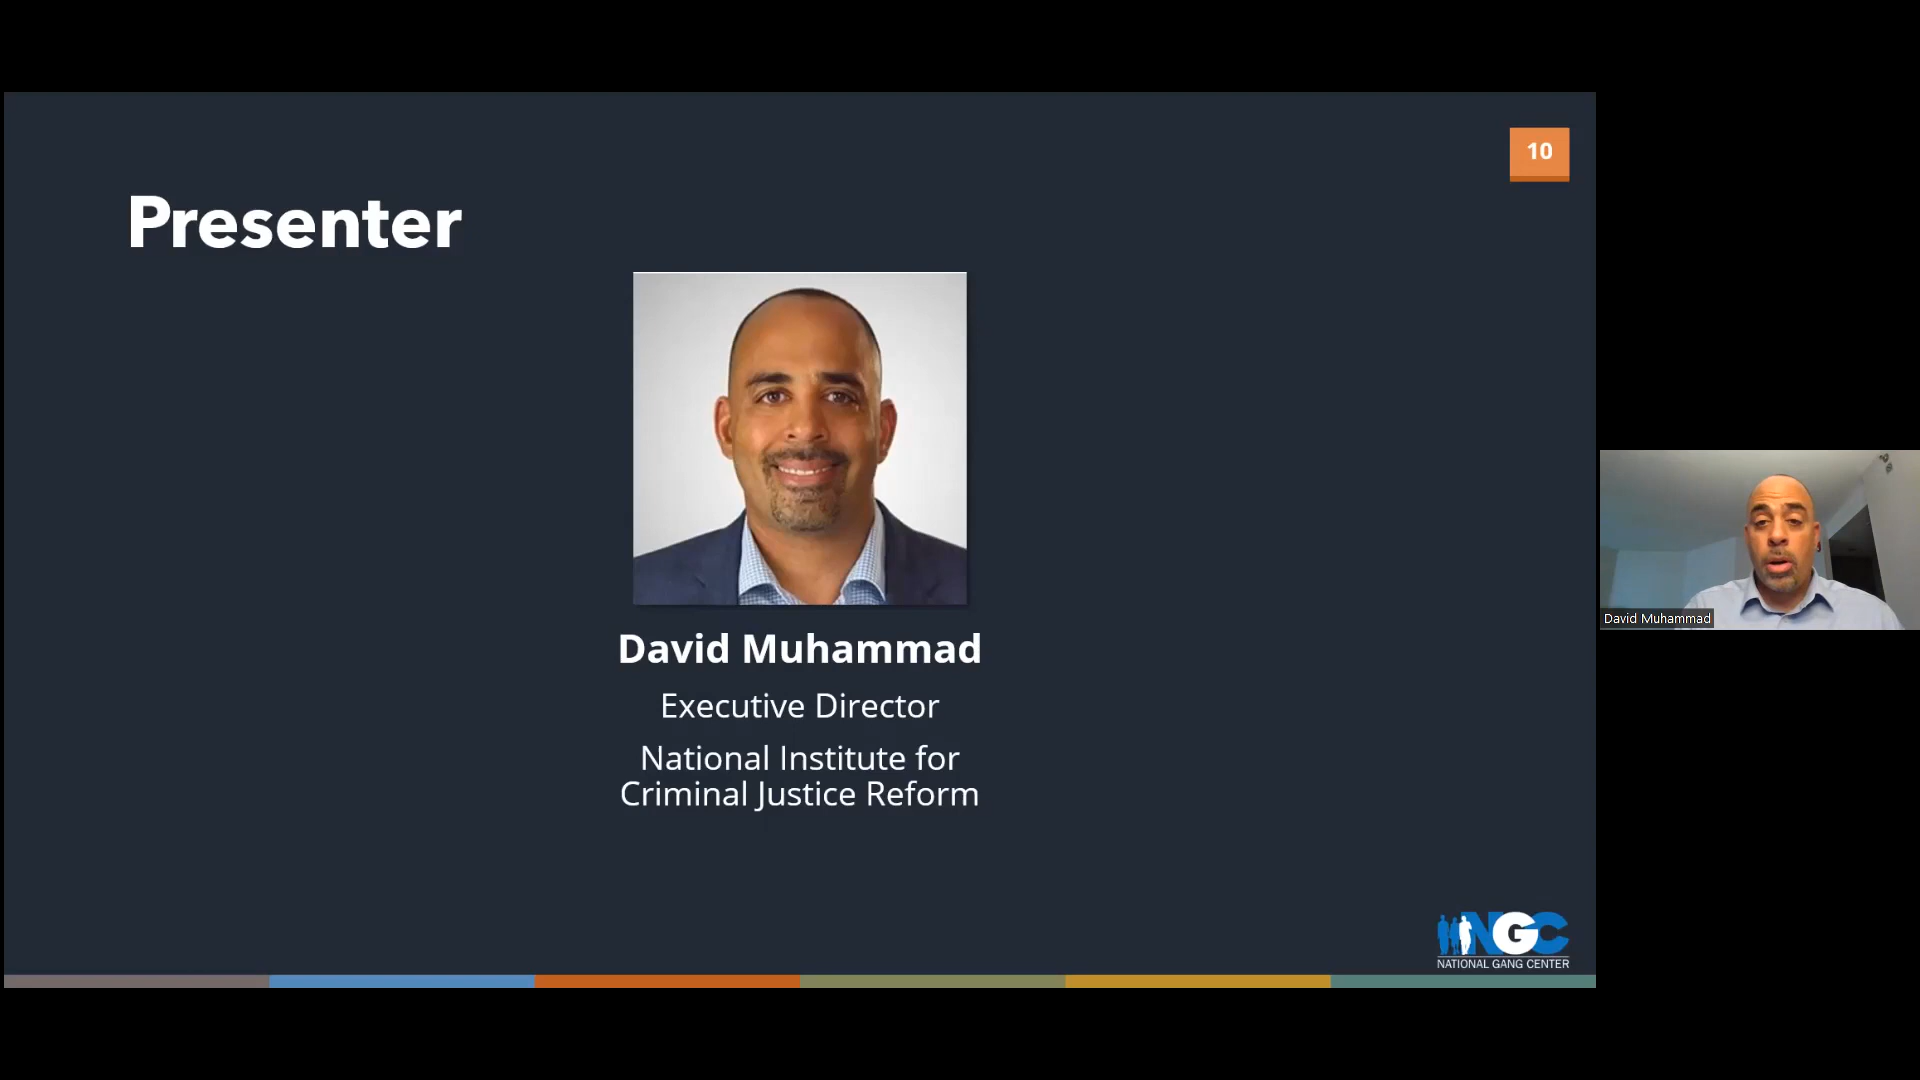 10
Presenter
David Muhammad
Executive Director
National Institute for
Criminal Justice Reform
NGC
NATIONAL GANG CENTER
David Muhammad